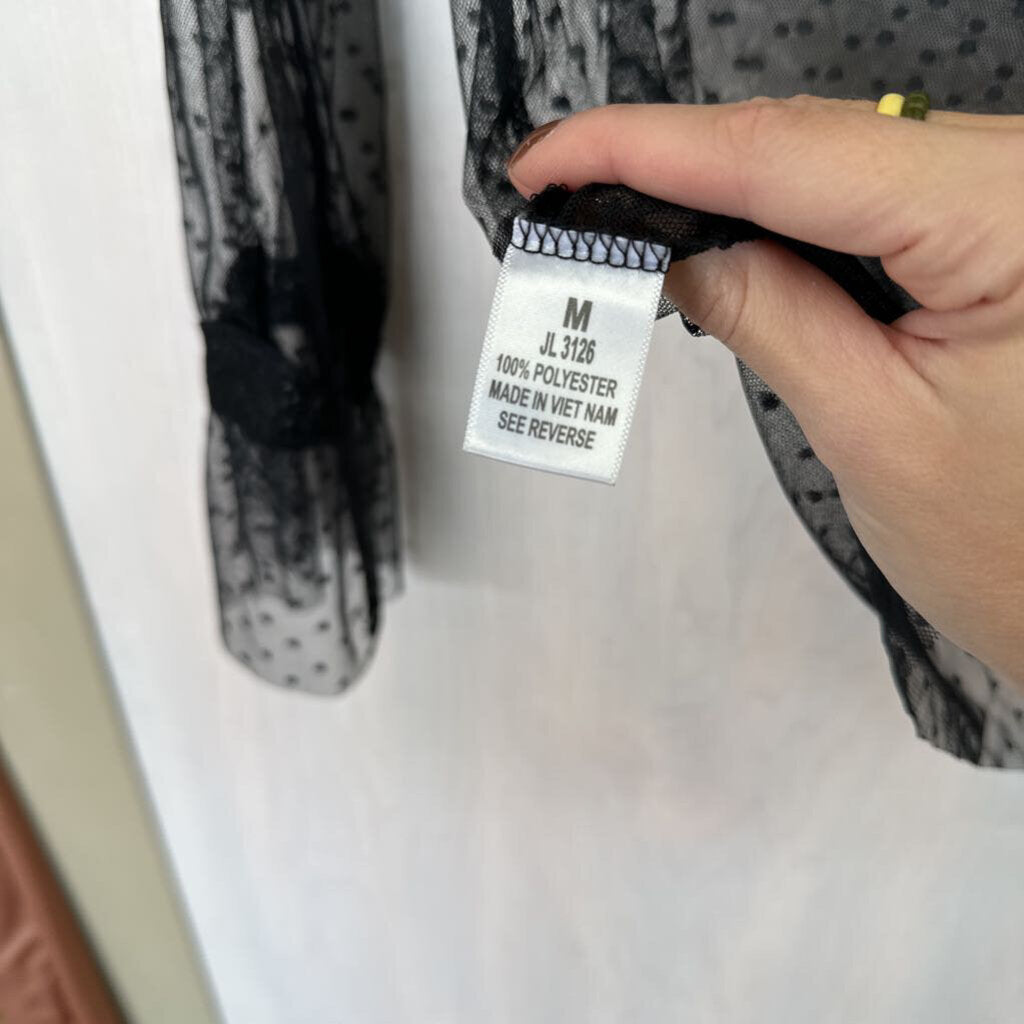 M
JL 3126
100% POLYESTER
MADE IN VIET NAM
SEE REVERSE